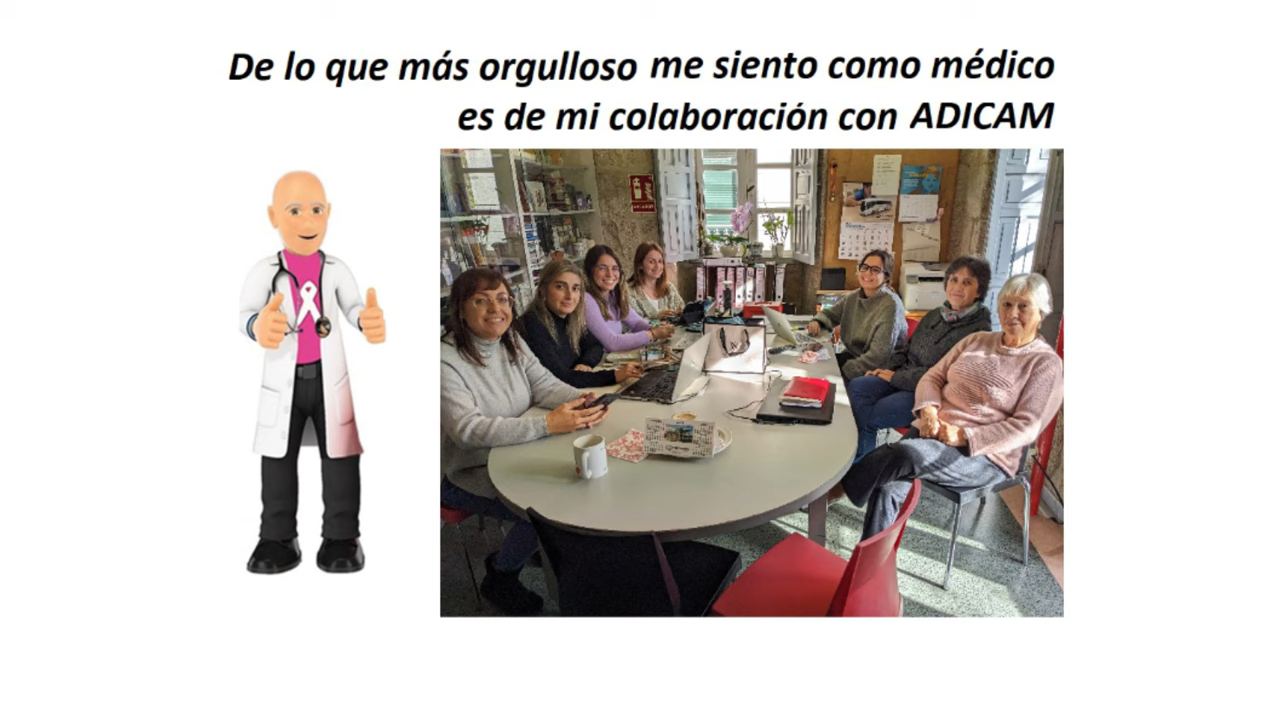 De lo que más orgulloso me siento como médico
es de mi colaboración con ADICAM